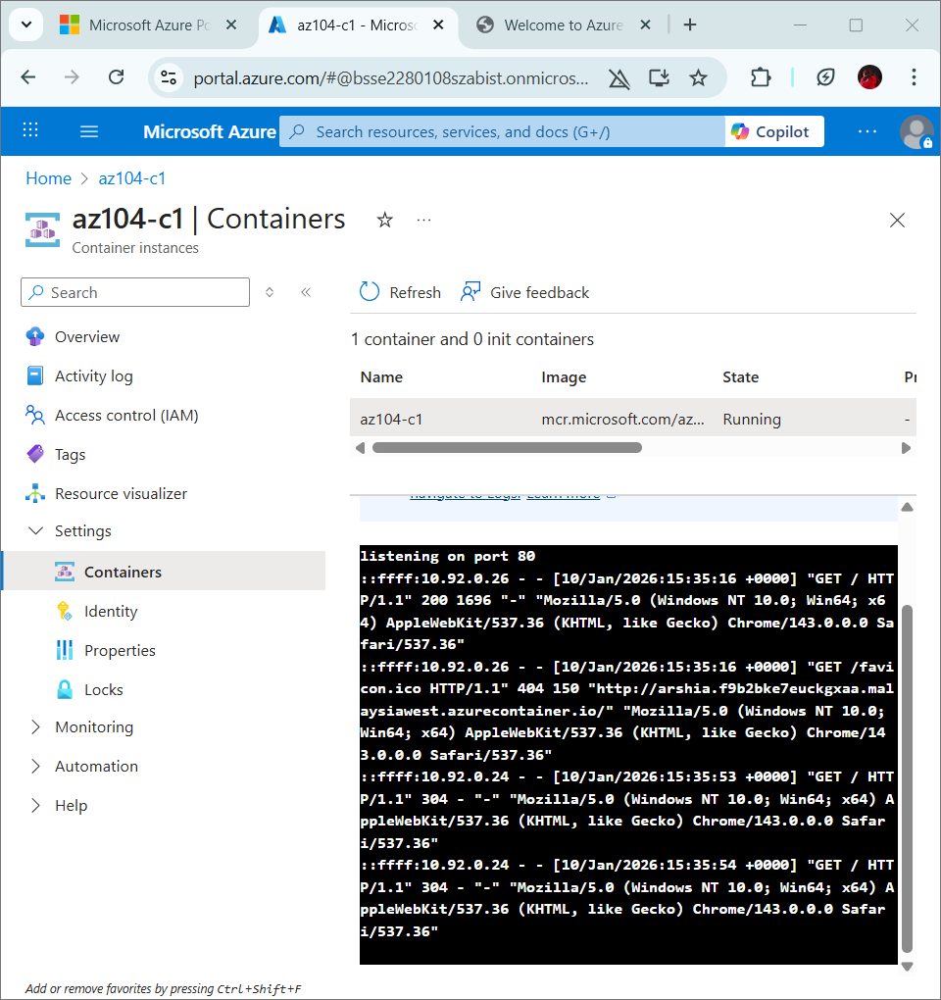 Microsoft Azure Po
az104-c1 - Micros
Welcome to Azure
portal.azure.com/#@bsse2280108szabist.onmicros...
Microsoft Azure
Search resources, services, and docs (G+/)
Copilot
Home > az104-c1
az104-c1 | Containers
Container instances
Search
Overview
Activity log
Access control (IAM)
Tags
Resource visualizer
Settings
Containers
Identity
Properties
Locks
Monitoring
Automation
Help
Add or remove favorites by pressing Ctrl+Shift+F
Refresh
Give feedback
1 container and 0 init containers
Name Image State Pr
az104-c1 mcr.microsoft.com/az... Running -
navigate to Logs. Learn more
listening on port 80
::ffff:10.92.0.26 - - [10/Jan/2026:15:35:16 +0000] "GET / HTT
P/1.1" 200 1696 "-" "Mozilla/5.0 (Windows NT 10.0; Win64; x6
4) AppleWebKit/537.36 (KHTML, like Gecko) Chrome/143.0.0.0 Sa
fari/537.36"
::ffff:10.92.0.26 - - [10/Jan/2026:15:35:16 +0000] "GET /favi
con.ico HTTP/1.1" 404 150 "http://arshia.f9b2bke7euckgxaa.mal
aysiawest.azurecontainer.io/" "Mozilla/5.0 (Windows NT 10.0;
Win64; x64) AppleWebKit/537.36 (KHTML, like Gecko) Chrome/14
3.0.0.0 Safari/537.36"
::ffff:10.92.0.24 - - [10/Jan/2026:15:35:53 +0000] "GET / HTT
P/1.1" 304 - "-" "Mozilla/5.0 (Windows NT 10.0; Win64; x64) A
ppleWebKit/537.36 (KHTML, like Gecko) Chrome/143.0.0.0 Safar
i/537.36"
::ffff:10.92.0.24 - - [10/Jan/2026:15:35:54 +0000] "GET / HTT
P/1.1" 304 - "-" "Mozilla/5.0 (Windows NT 10.0; Win64; x64) A
ppleWebKit/537.36 (KHTML, like Gecko) Chrome/143.0.0.0 Safar
i/537.36"